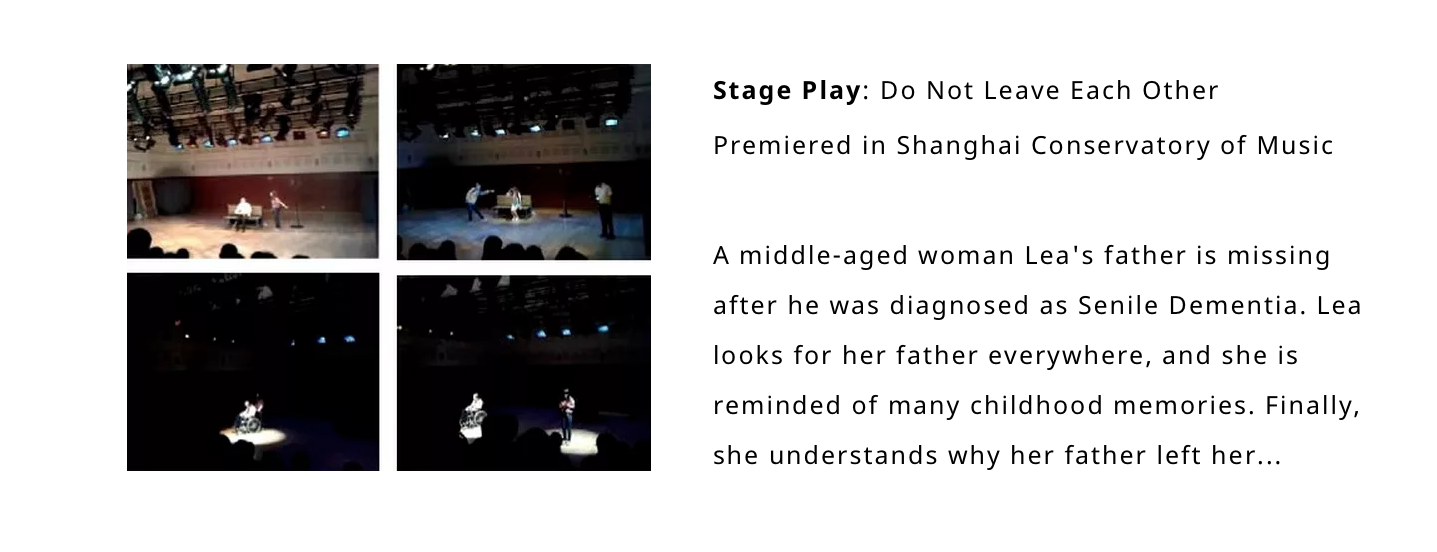 Stage Play: Do Not Leave Each Other
Premiered in Shanghai Conservatory of Music
A middle-aged woman Lea's father is missing
after he was diagnosed as Senile Dementia. Lea
looks for her father everywhere, and she is
reminded of many childhood memories. Finally,
she understands why her father left her...